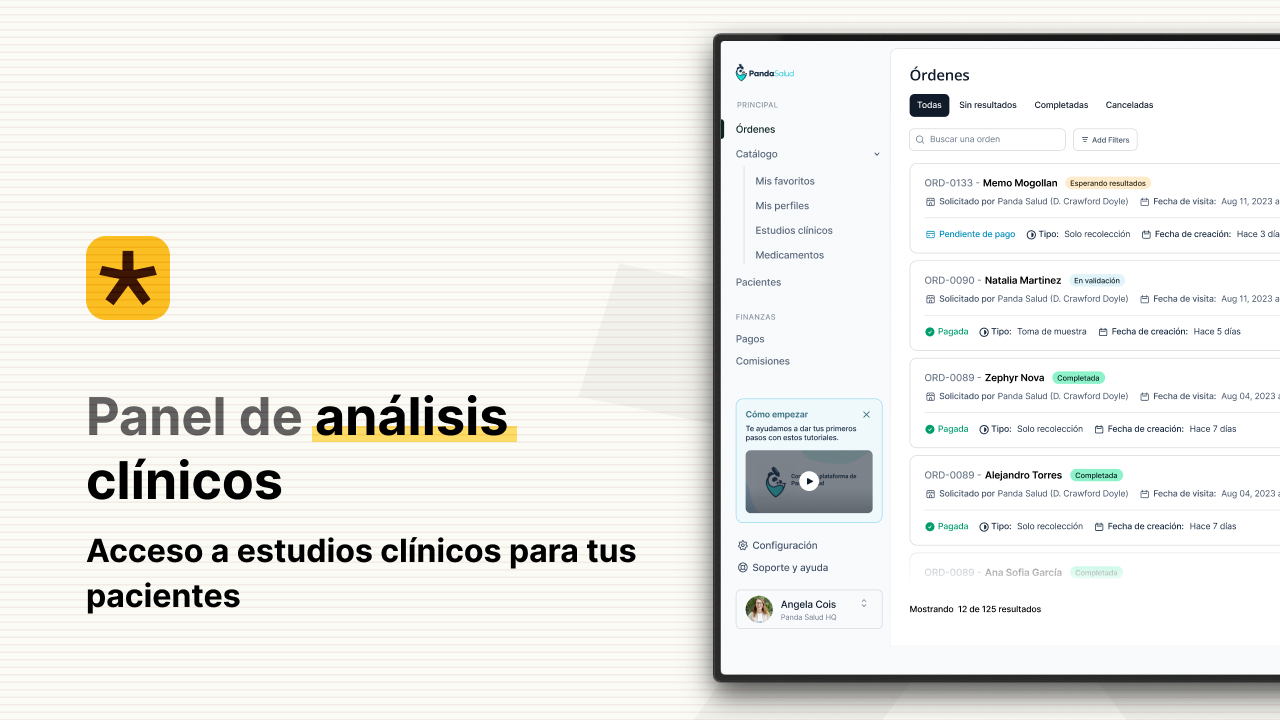 Panel de análisis
clínicos
Acceso a estudios clínicos para tus
pacientes
PandaSalud
PRINCIPAL
Órdenes
Catálogo
Mis favoritos
Mis perfiles
Estudios clínicos
Medicamentos
Pacientes
FINANZAS
Pagos
Comisiones
Cómo empezar
Te ayudamos a dar tus primeros
pasos con estos tutoriales.
plataforma de
Configuración
Soporte y ayuda
Angela Cois
Panda Salud HQ
Órdenes
Todas Sin resultados Completadas Canceladas
Buscar una orden Add Filters
ORD-0133 - Memo Mogollan Esperando resultados
Solicitado por Panda Salud (D. Crawford Doyle) Fecha de visita: Aug 11, 2023 a
Pendiente de pago Tipo: Solo recolección Fecha de creación: Hace 3 día
ORD-0090 - Natalia Martinez En validación
Solicitado por Panda Salud (D. Crawford Doyle) Fecha de visita: Aug 11, 2023 a
Pagada Tipo: Toma de muestra Fecha de creación: Hace 5 días
ORD-0089 - Zephyr Nova Completada
Solicitado por Panda Salud (D. Crawford Doyle) Fecha de visita: Aug 04, 2023 a
Pagada Tipo: Solo recolección Fecha de creación: Hace 7 días
ORD-0089 - Alejandro Torres Completada
Solicitado por Panda Salud (D. Crawford Doyle) Fecha de visita: Aug 04, 2023 a
Pagada Tipo: Solo recolección Fecha de creación: Hace 7 días
ORD-0089 - Ana Sofia García Completada
Mostrando 12 de 125 resultados